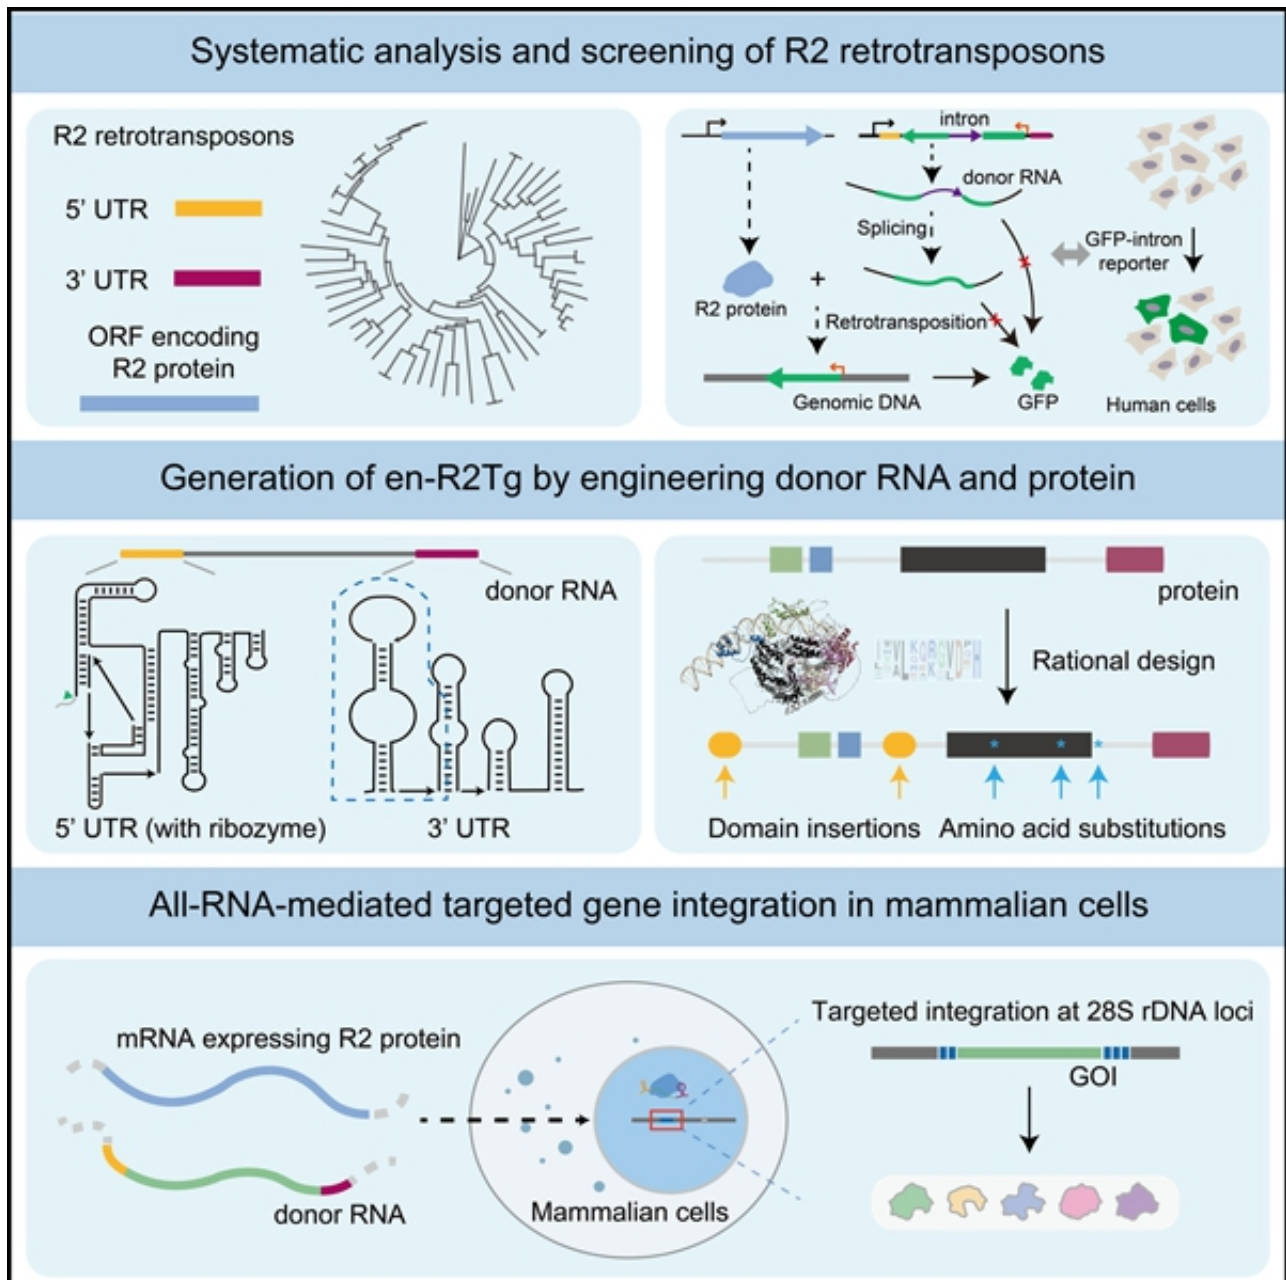 Systematic analysis and screening of R2 retrotransposons
R2 retrotransposons
5' UTR
3' UTR
ORF encoding
R2 protein
intron
donor RNA
Splicing
GFP-intron
reporter
+
R2 protein
Retrotransposition
Genomic DNA
GFP
Human cells
Generation of en-R2Tg by engineering donor RNA and protein
donor RNA
5' UTR (with ribozyme)
3' UTR
protein
Rational design
* * *
Domain insertions
Amino acid substitutions
All-RNA-mediated targeted gene integration in mammalian cells
mRNA expressing R2 protein
donor RNA
Mammalian cells
Targeted integration at 28S rDNA loci
GOI